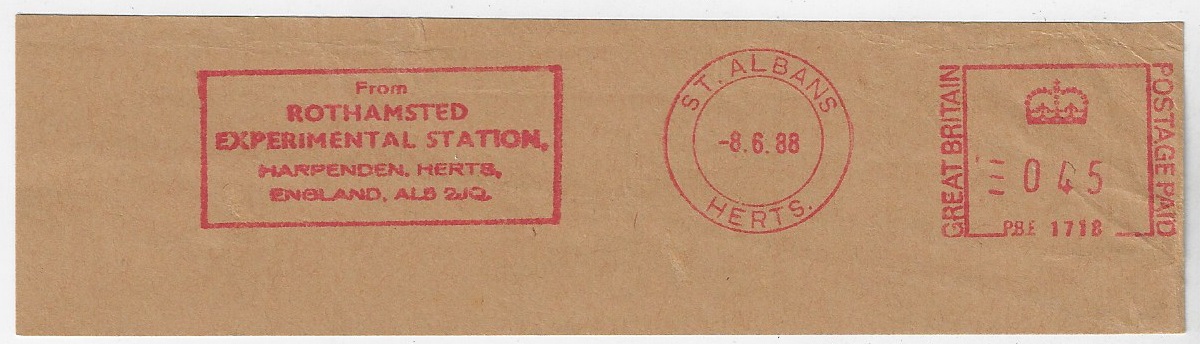 From
ROTHAMSTED
EXPERIMENTAL STATION,
HARPENDEN, HERTS,
ENGLAND, AL5 2JQ.
ST. ALBANS
-8.6.88
HERTS.
GREAT BRITAIN
045
P.B.E 1718
POSTAGE PAID